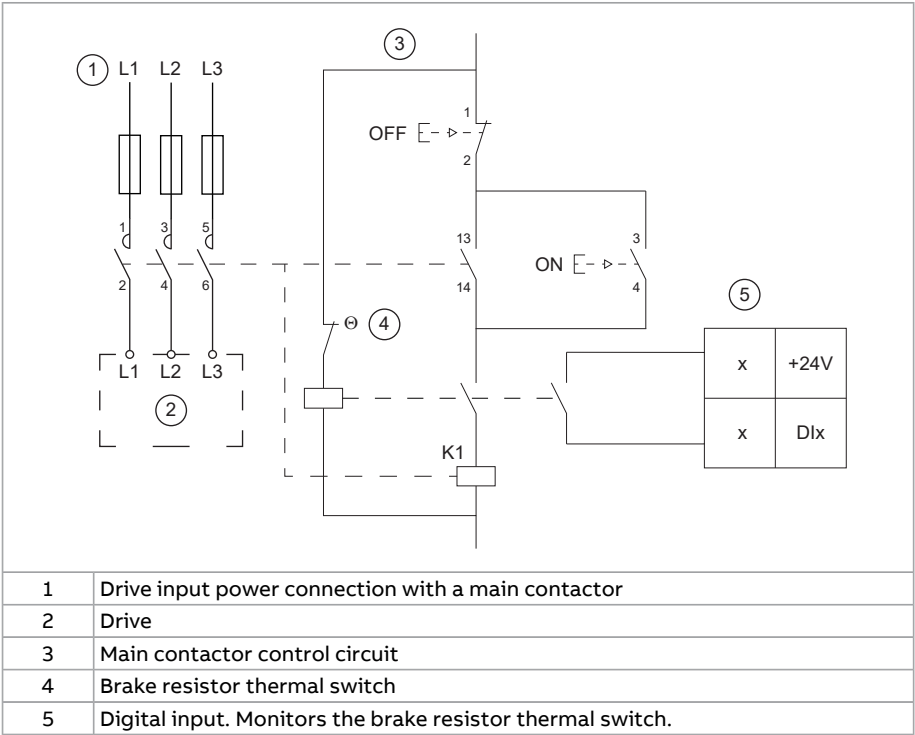 3
1 L1 L2 L3
1
OFF
2
1 3 5
13 3
ON
2 4 6
14 4
5
Θ 4
L1 L2 L3
x +24V
2
x DIx
K1
1 Drive input power connection with a main contactor
2 Drive
3 Main contactor control circuit
4 Brake resistor thermal switch
5 Digital input. Monitors the brake resistor thermal switch.